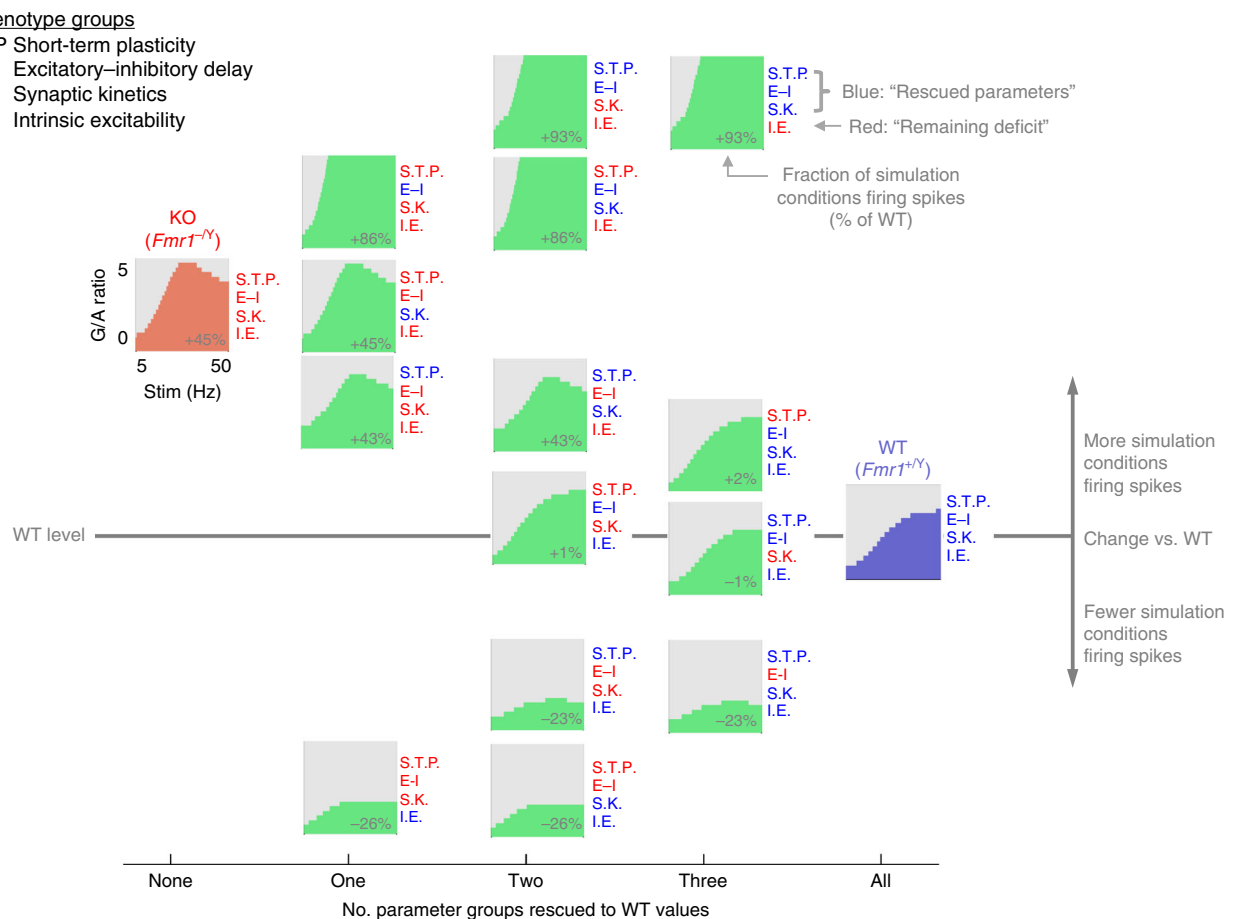 enotype groups
P Short-term plasticity
Excitatory–inhibitory delay
Synaptic kinetics
Intrinsic excitability
S.T.P.
E–I
S.K.
I.E.
+93%
S.T.P.
E–I
S.K.
I.E.
+93%
Blue: “Rescued parameters”
Red: “Remaining deficit”
Fraction of simulation
conditions firing spikes
(% of WT)
S.T.P.
E–I
S.K.
I.E.
+86%
S.T.P.
E–I
S.K.
I.E.
+86%
KO
(Fmr1–/Y)
G/A ratio
5
0
5
50
Stim (Hz)
+45%
S.T.P.
E–I
S.K.
I.E.
+45%
S.T.P.
E–I
S.K.
I.E.
+43%
S.T.P.
E–I
S.K.
I.E.
+43%
S.T.P.
E–I
S.K.
I.E.
+2%
S.T.P.
E-I
S.K.
I.E.
WT
(Fmr1+/Y)
S.T.P.
E–I
S.K.
I.E.
More simulation
conditions
firing spikes
WT level
+1%
S.T.P.
E–I
S.K.
I.E.
–1%
S.T.P.
E-I
S.K.
I.E.
Change vs. WT
Fewer simulation
conditions
firing spikes
–23%
S.T.P.
E–I
S.K.
I.E.
–23%
S.T.P.
E-I
S.K.
I.E.
–26%
S.T.P.
E-I
S.K.
I.E.
–26%
S.T.P.
E–I
S.K.
I.E.
None
One
Two
Three
All
No. parameter groups rescued to WT values